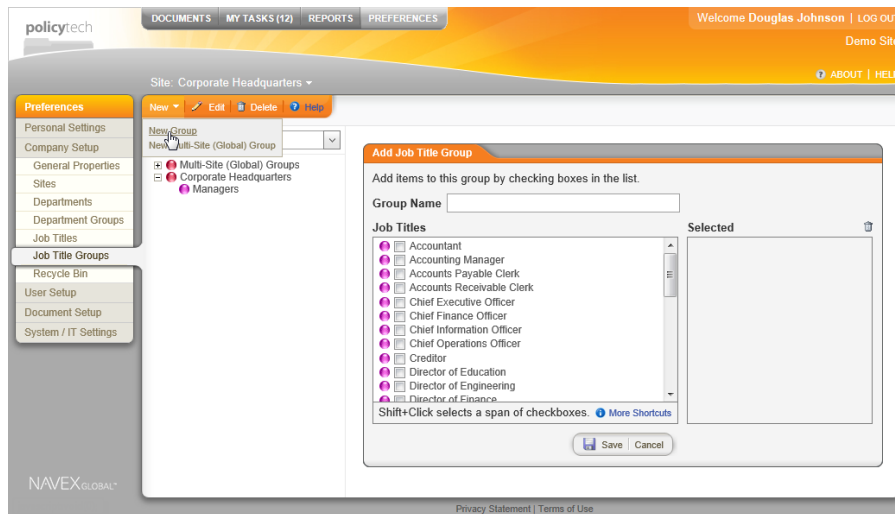 policytech
DOCUMENTS MY TASKS (12) REPORTS PREFERENCES
Welcome Douglas Johnson | LOG OUT
Demo Site
Site: Corporate Headquarters
ABOUT | HELP
Preferences
Personal Settings
Company Setup
General Properties
Sites
Departments
Department Groups
Job Titles
Job Title Groups
Recycle Bin
User Setup
Document Setup
System / IT Settings
NAVEX GLOBAL
New Edit Delete Help
New Group
New Multi-Site (Global) Group
Multi-Site (Global) Groups
Corporate Headquarters
Managers
Add Job Title Group
Add items to this group by checking boxes in the list.
Group Name
Job Titles
Accountant
Accounting Manager
Accounts Payable Clerk
Accounts Receivable Clerk
Chief Executive Officer
Chief Finance Officer
Chief Information Officer
Chief Operations Officer
Creditor
Director of Education
Director of Engineering
Director of Finance
Shift+Click selects a span of checkboxes. More Shortcuts
Selected
Save Cancel
Privacy Statement | Terms of Use